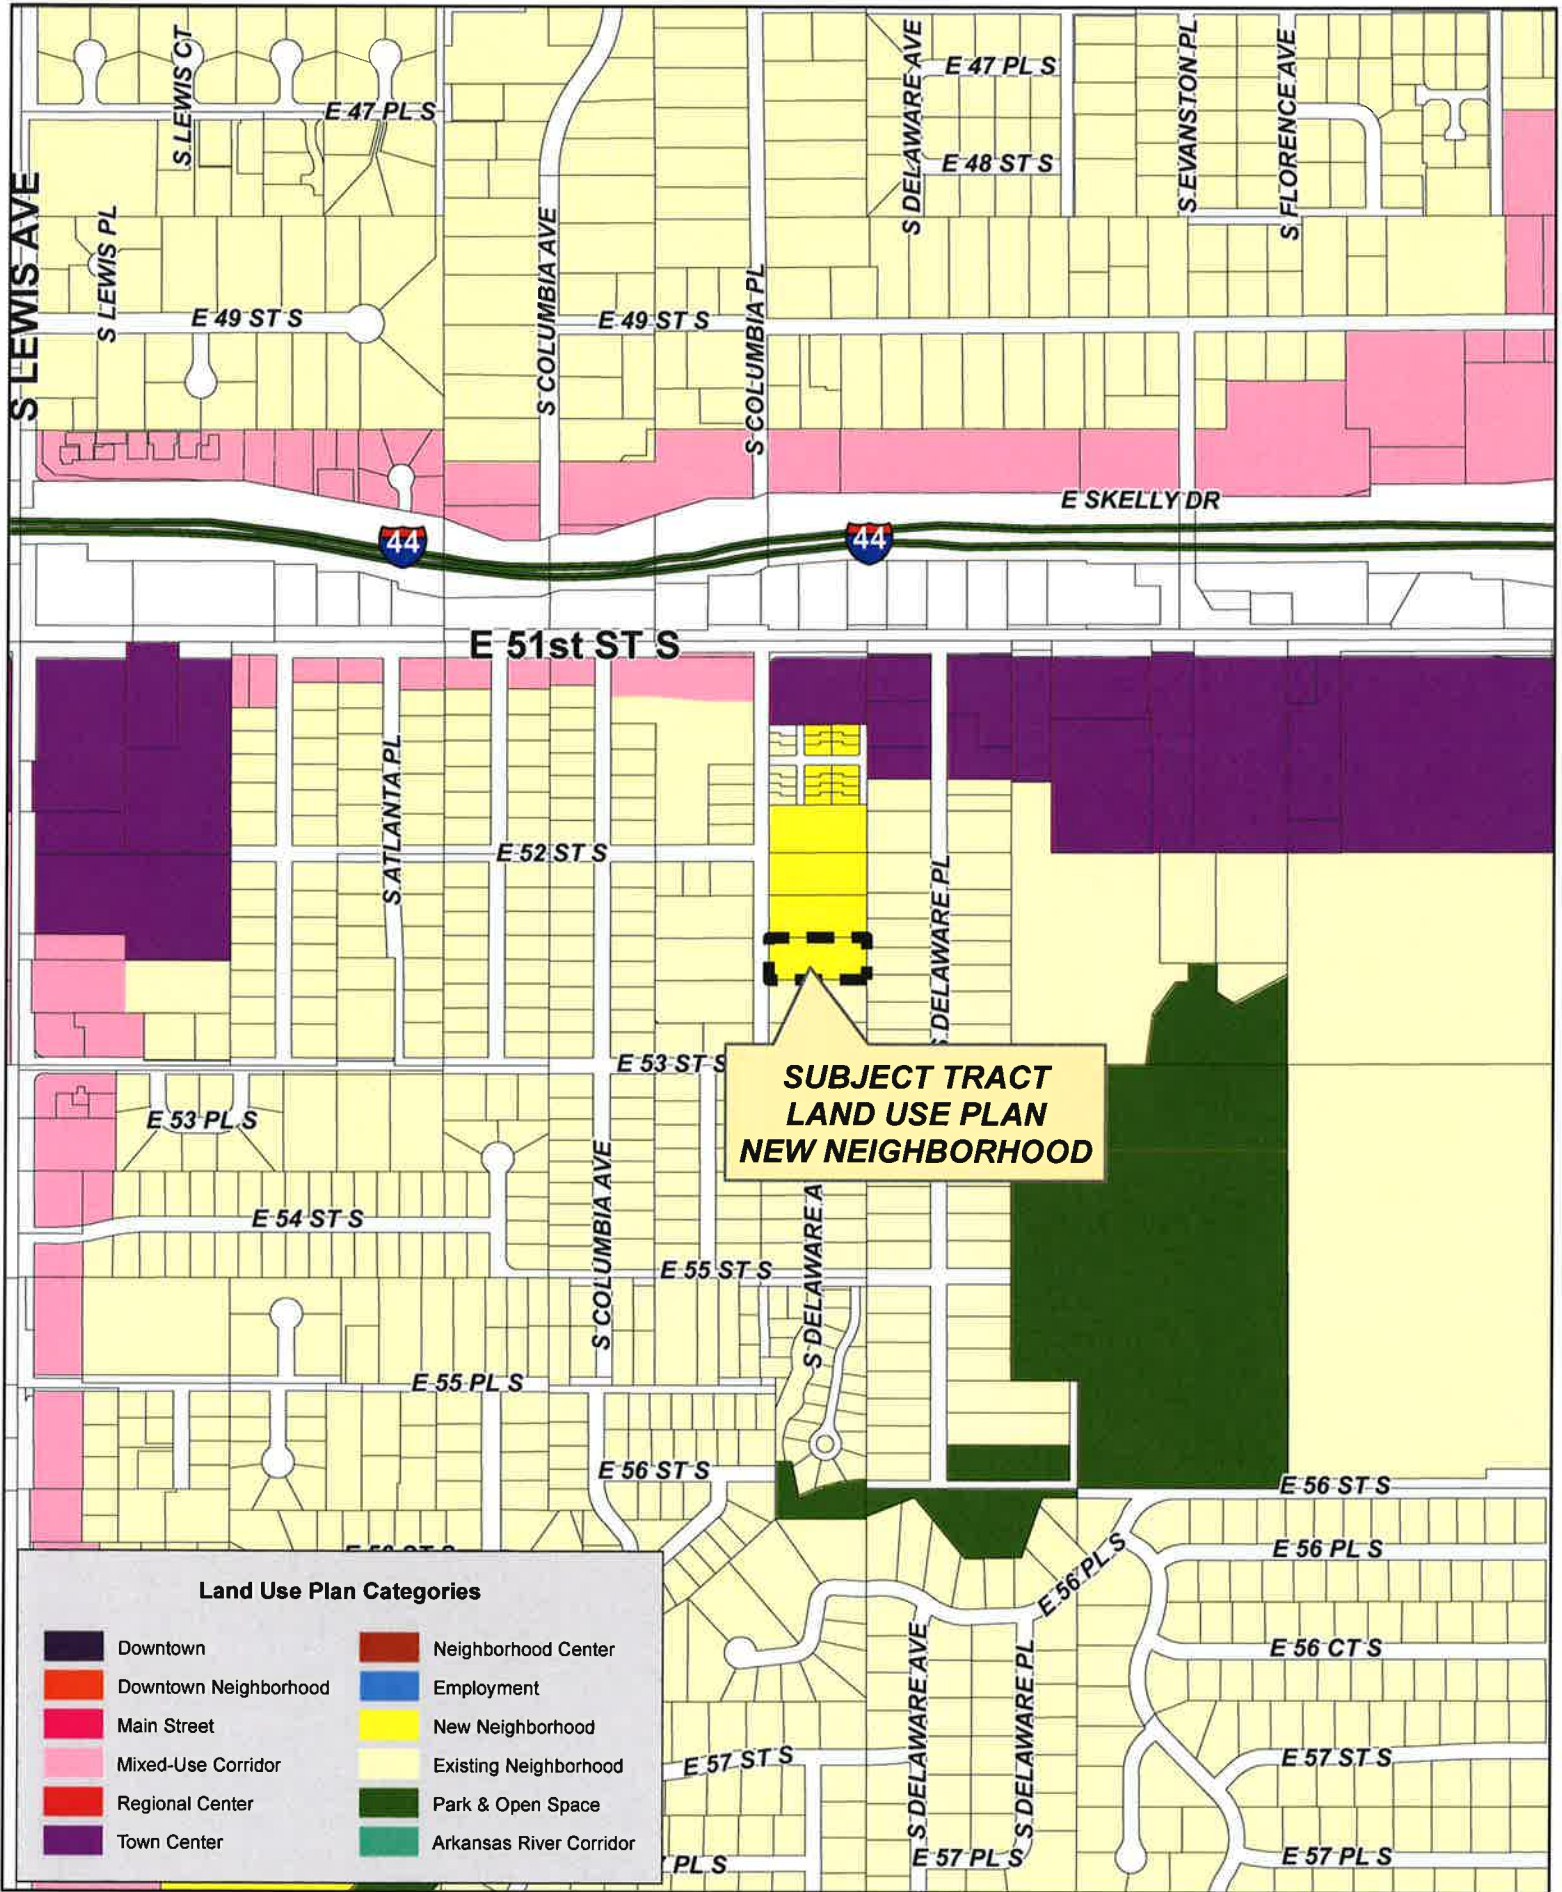 S LEWIS CT
E 47 PL S
S DELAWARE AVE
E 47 PL S
S EVANSTON PL
S FLORENCE AVE
E 48 ST S
S LEWIS AVE
S LEWIS PL
S COLUMBIA AVE
S COLUMBIA PL
E 49 ST S
E 49 ST S
E SKELLY DR
44
44
E 51st ST S
S ATLANTA PL
E 52 ST S
S DELAWARE PL
E 53 ST S
SUBJECT TRACT
LAND USE PLAN
NEW NEIGHBORHOOD
E 53 PL S
S COLUMBIA AVE
S DELAWARE A
E 54 ST S
E 55 ST S
E 55 PL S
E 56 ST S
E 56 ST S
E 56 PL S
E 56 PL S
E 56 CT S
S DELAWARE AVE
S DELAWARE PL
E 57 ST S
E 57 ST S
PL S
E 57 PL S
E 57 PL S
Land Use Plan Categories
Downtown
Downtown Neighborhood
Main Street
Mixed-Use Corridor
Regional Center
Town Center
Neighborhood Center
Employment
New Neighborhood
Existing Neighborhood
Park & Open Space
Arkansas River Corridor